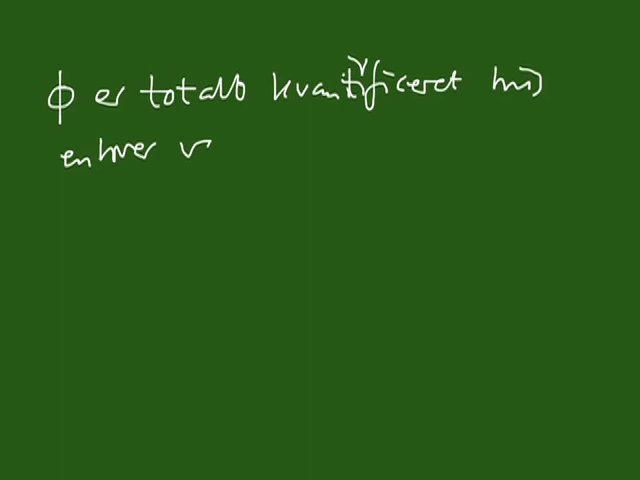 φ er totalt kvantificeret hvis
enhver v